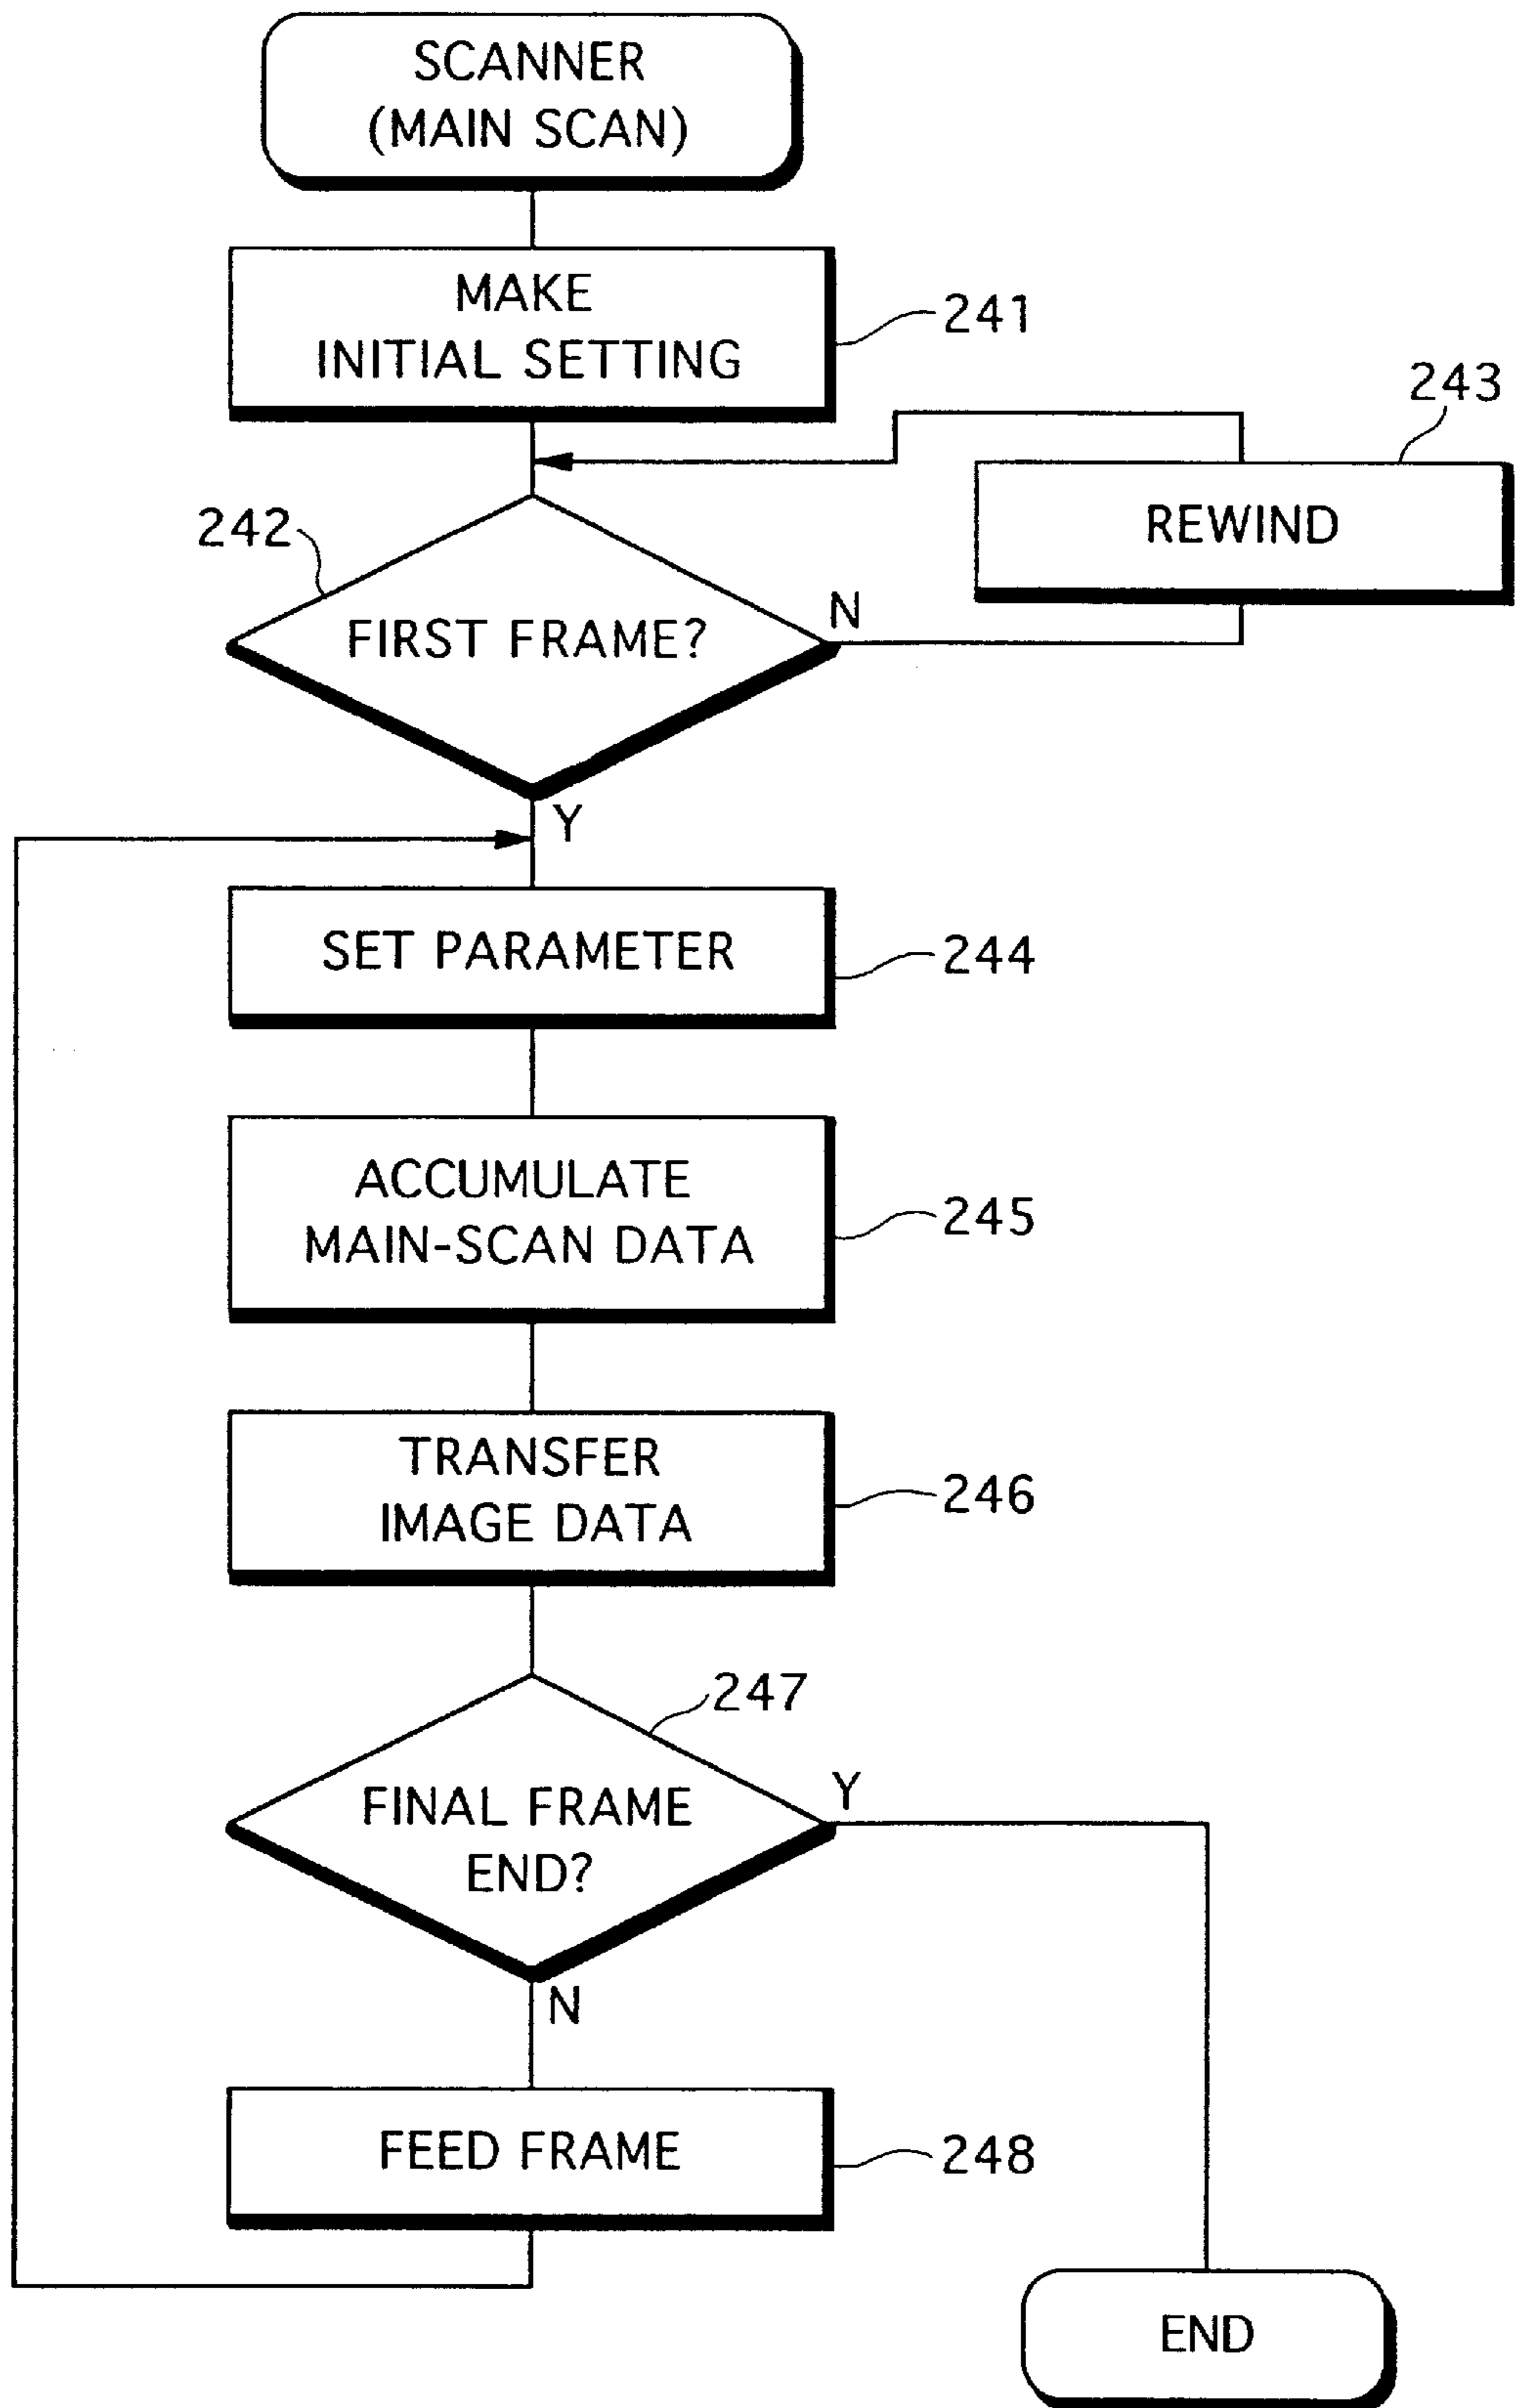 SCANNER
(MAIN SCAN)
MAKE
INITIAL SETTING
241
243
REWIND
242
FIRST FRAME?
N
Y
SET PARAMETER
244
ACCUMULATE
MAIN-SCAN DATA
245
TRANSFER
IMAGE DATA
246
247
FINAL FRAME
END?
Y
N
FEED FRAME
248
END